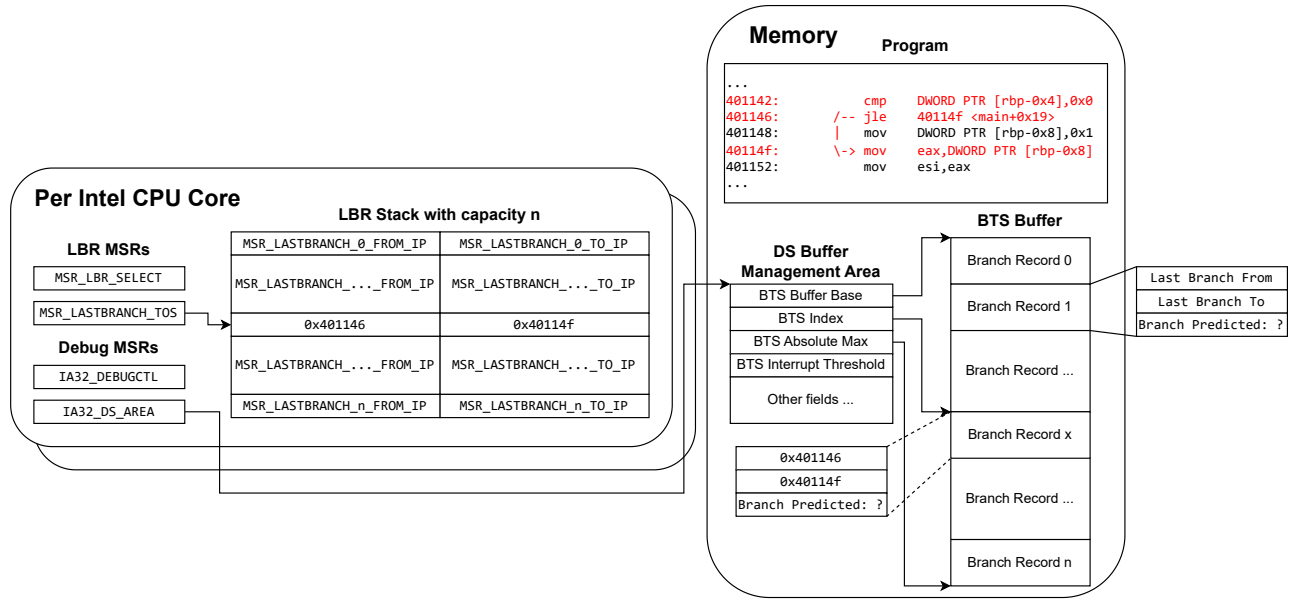 Per Intel CPU Core
LBR MSRs
MSR_LBR_SELECT
MSR_LASTBRANCH_TOS
Debug MSRs
IA32_DEBUGCTL
IA32_DS_AREA
LBR Stack with capacity n
MSR_LASTBRANCH_0_FROM_IP MSR_LASTBRANCH_0_TO_IP
MSR_LASTBRANCH_..._FROM_IP MSR_LASTBRANCH_..._TO_IP
0x401146 0x40114f
MSR_LASTBRANCH_..._FROM_IP MSR_LASTBRANCH_..._TO_IP
MSR_LASTBRANCH_n_FROM_IP MSR_LASTBRANCH_n_TO_IP
Memory
Program
...
401142: cmp DWORD PTR [rbp-0x4],0x0
401146: /-- jle 40114f <main+0x19>
401148: | mov DWORD PTR [rbp-0x8],0x1
40114f: \-> mov eax,DWORD PTR [rbp-0x8]
401152: mov esi,eax
...
DS Buffer
Management Area
BTS Buffer Base
BTS Index
BTS Absolute Max
BTS Interrupt Threshold
Other fields ...
0x401146
0x40114f
Branch Predicted: ?
BTS Buffer
Branch Record 0
Branch Record 1
Branch Record ...
Branch Record x
Branch Record ...
Branch Record n
Last Branch From
Last Branch To
Branch Predicted: ?